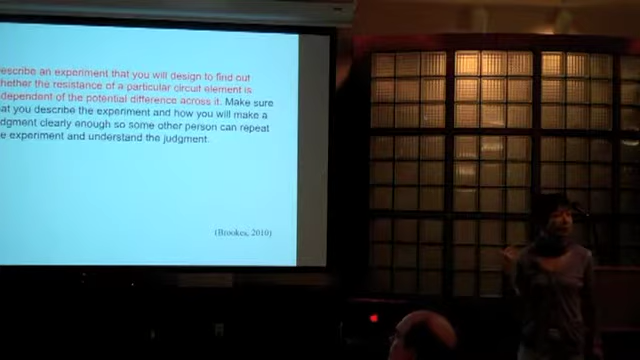 escribe an experiment that you will design to find out
hether the resistance of a particular circuit element is
dependent of the potential difference across it. Make sure
at you describe the experiment and how you will make a
dgment clearly enough so some other person can repeat
e experiment and understand the judgment.
(Brookes, 2010)